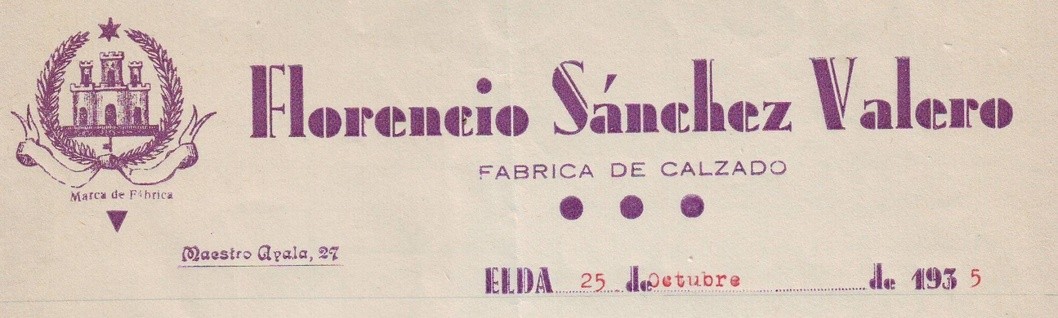 Florencio Sánchez Valero
FABRICA DE CALZADO
Marca de Fábrica
Maestro Ayala, 27
ELDA 25 de Octubre de 1935